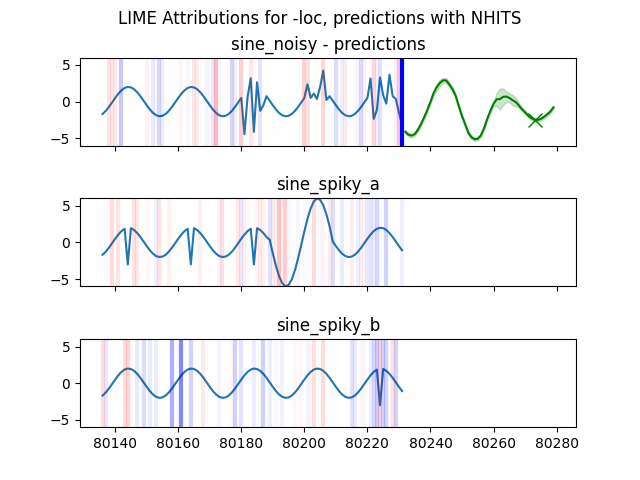 LIME Attributions for -loc, predictions with NHITS
sine_noisy - predictions
5
0
−5
sine_spiky_a
5
0
−5
sine_spiky_b
5
0
−5
80140 80160 80180 80200 80220 80240 80260 80280